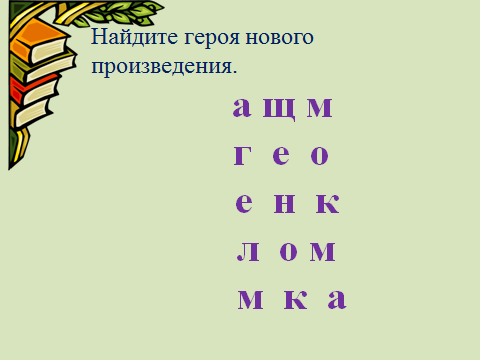 Найдите героя нового
произведения.
а щ м
г е о
е н к
л о м
м к а